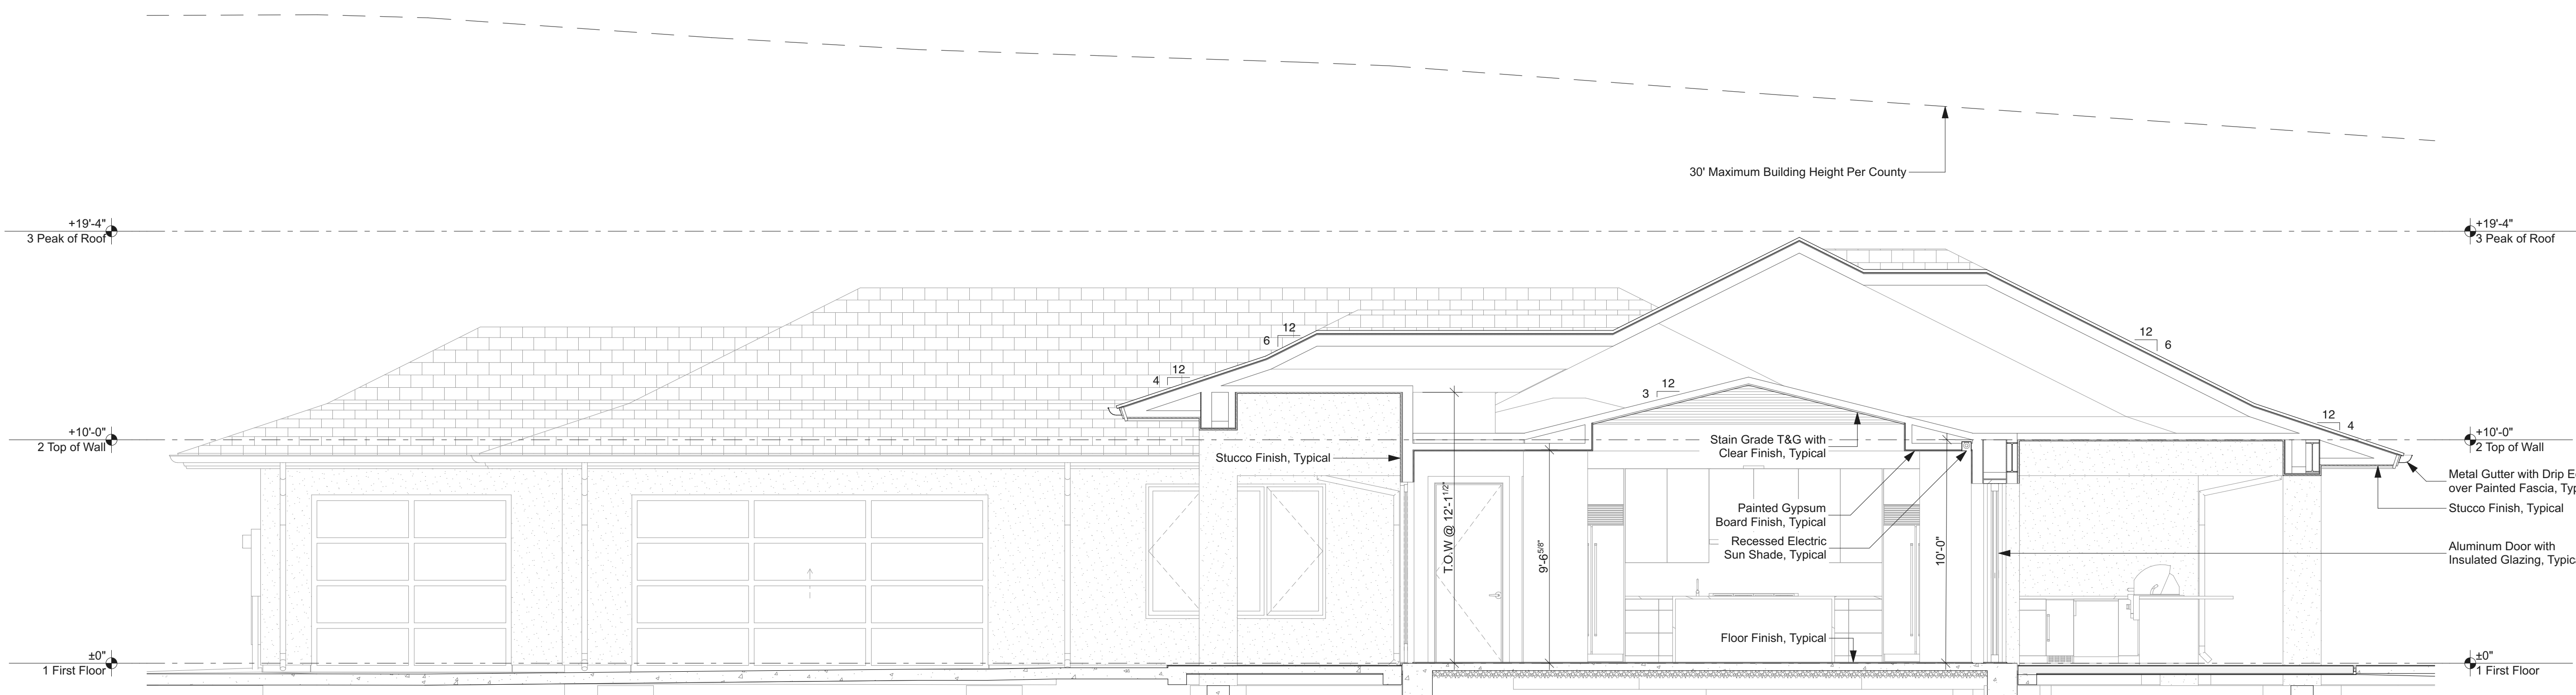 30' Maximum Building Height Per County
+19'-4"
3 Peak of Roof
+19'-4"
3 Peak of Roof
12
6
12
4
12
3
12
6
12
4
+10'-0"
2 Top of Wall
+10'-0"
2 Top of Wall
Stucco Finish, Typical
Stain Grade T&G with
Clear Finish, Typical
Painted Gypsum
Board Finish, Typical
Recessed Electric
Sun Shade, Typical
Floor Finish, Typical
T.O.W @ 12'-1 1/2"
9'-6 5/8"
10'-0"
Metal Gutter with Drip E
over Painted Fascia, Typ
Stucco Finish, Typical
Aluminum Door with
Insulated Glazing, Typic
±0"
1 First Floor
±0"
1 First Floor